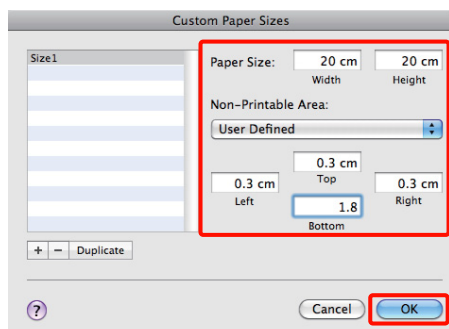 Custom Paper Sizes
Size1
Paper Size: 20 cm 20 cm
Width Height
Non-Printable Area:
User Defined
0.3 cm
Top
0.3 cm 0.3 cm
Left Right
1.8
Bottom
+ − Duplicate
? Cancel OK